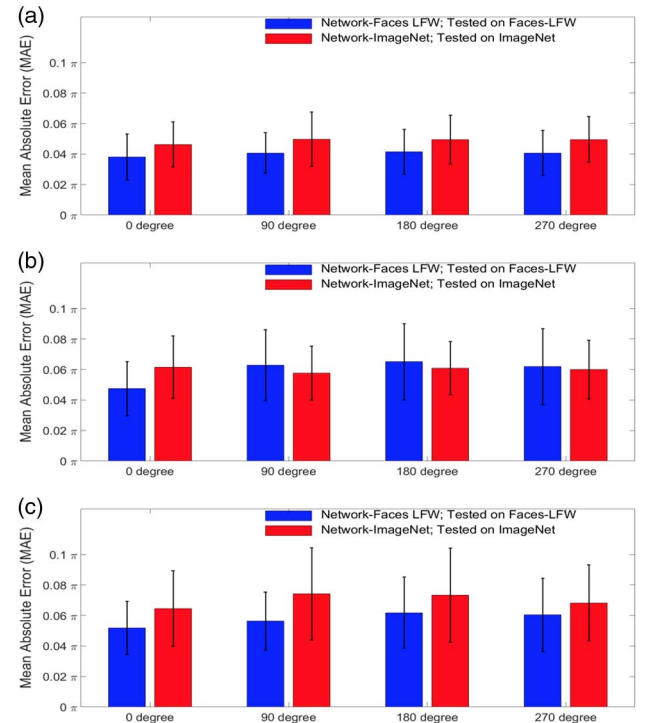 (a)
Network-Faces LFW; Tested on Faces-LFW
Network-ImageNet; Tested on ImageNet
Mean Absolute Error (MAE)
0.1 π
0.08 π
0.06 π
0.04 π
0.02 π
0 π
0 degree 90 degree 180 degree 270 degree
(b)
Network-Faces LFW; Tested on Faces-LFW
Network-ImageNet; Tested on ImageNet
Mean Absolute Error (MAE)
0.1 π
0.08 π
0.06 π
0.04 π
0.02 π
0 π
0 degree 90 degree 180 degree 270 degree
(c)
Network-Faces LFW; Tested on Faces-LFW
Network-ImageNet; Tested on ImageNet
Mean Absolute Error (MAE)
0.1 π
0.08 π
0.06 π
0.04 π
0.02 π
0 π
0 degree 90 degree 180 degree 270 degree